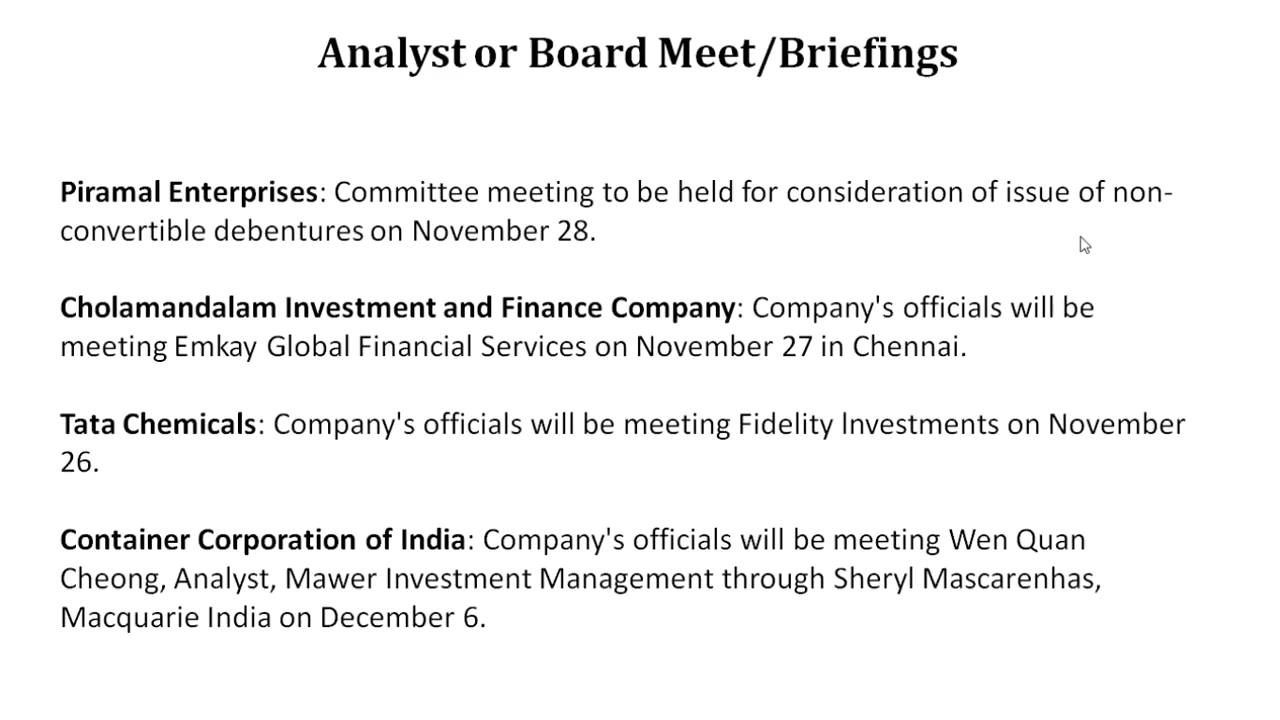 Analyst or Board Meet/Briefings
Piramal Enterprises: Committee meeting to be held for consideration of issue of non-
convertible debentures on November 28.
Cholamandalam Investment and Finance Company: Company's officials will be
meeting Emkay Global Financial Services on November 27 in Chennai.
Tata Chemicals: Company's officials will be meeting Fidelity Investments on November
26.
Container Corporation of India: Company's officials will be meeting Wen Quan
Cheong, Analyst, Mawer Investment Management through Sheryl Mascarenhas,
Macquarie India on December 6.